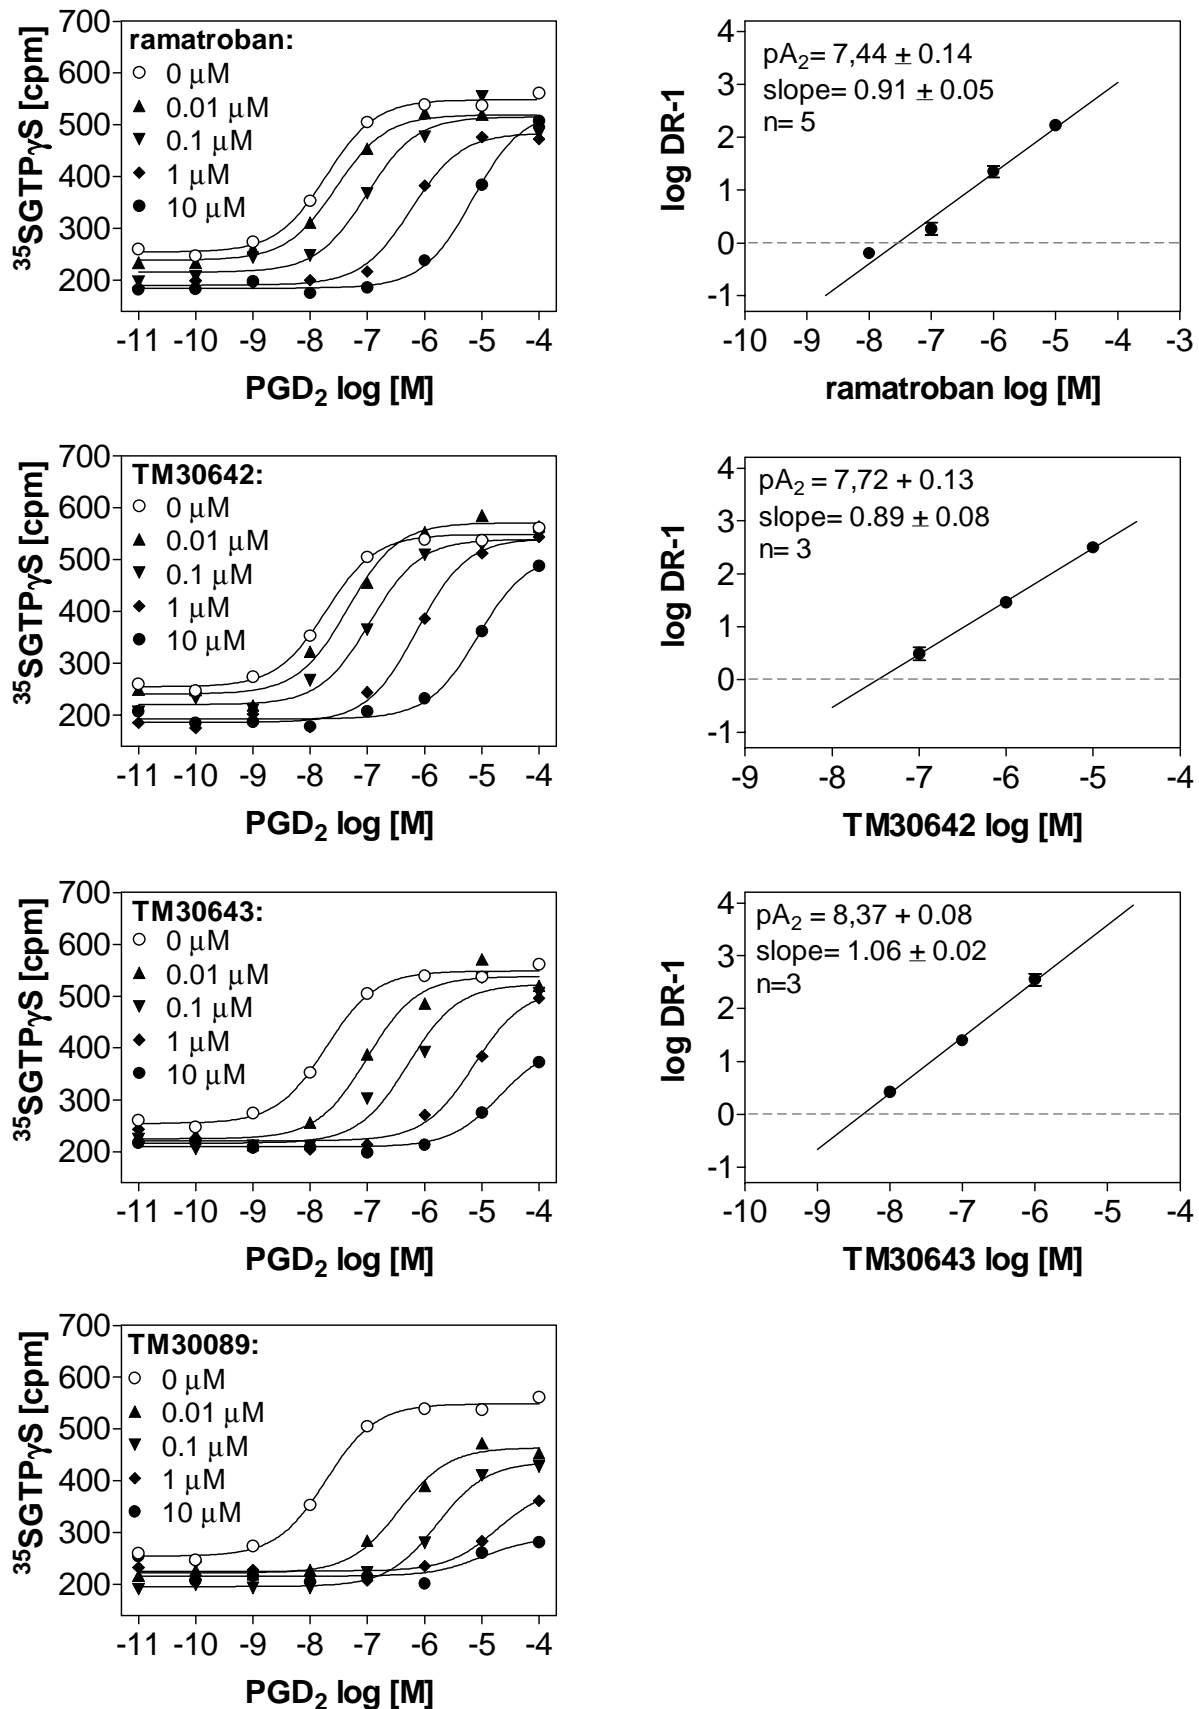 ramatroban:
0 μM
0.01 μM
0.1 μM
1 μM
10 μM
700
600
500
400
300
200
³⁵SGTPγS [cpm]
-11 -10 -9 -8 -7 -6 -5 -4
PGD₂ log [M]
pA₂= 7,44 ± 0.14
slope= 0.91 ± 0.05
n= 5
4
3
2
1
0
-1
log DR-1
-10 -9 -8 -7 -6 -5 -4 -3
ramatroban log [M]
TM30642:
0 μM
0.01 μM
0.1 μM
1 μM
10 μM
700
600
500
400
300
200
³⁵SGTPγS [cpm]
-11 -10 -9 -8 -7 -6 -5 -4
PGD₂ log [M]
pA₂ = 7,72 + 0.13
slope= 0.89 ± 0.08
n= 3
4
3
2
1
0
-1
log DR-1
-9 -8 -7 -6 -5 -4
TM30642 log [M]
TM30643:
0 μM
0.01 μM
0.1 μM
1 μM
10 μM
700
600
500
400
300
200
³⁵SGTPγS [cpm]
-11 -10 -9 -8 -7 -6 -5 -4
PGD₂ log [M]
pA₂ = 8,37 + 0.08
slope= 1.06 ± 0.02
n=3
4
3
2
1
0
-1
log DR-1
-10 -9 -8 -7 -6 -5 -4
TM30643 log [M]
TM30089:
0 μM
0.01 μM
0.1 μM
1 μM
10 μM
700
600
500
400
300
200
³⁵SGTPγS [cpm]
-11 -10 -9 -8 -7 -6 -5 -4
PGD₂ log [M]